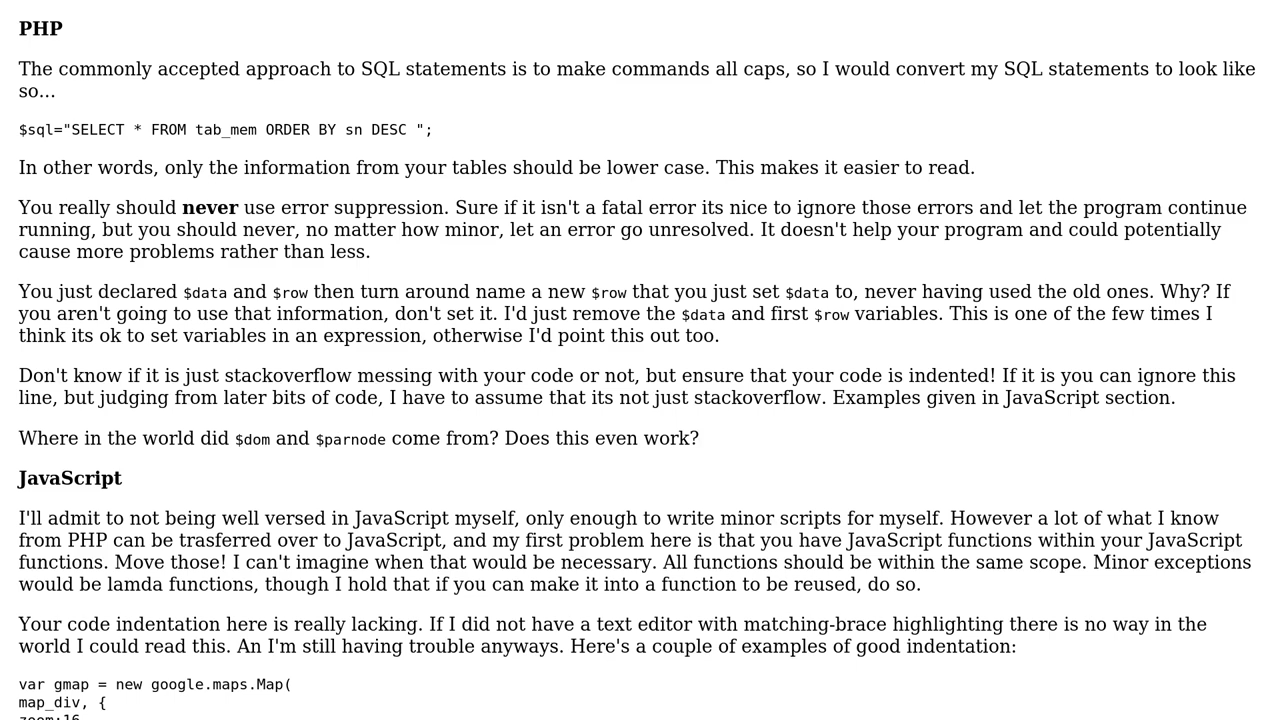 PHP
The commonly accepted approach to SQL statements is to make commands all caps, so I would convert my SQL statements to look like
so...
$sql="SELECT * FROM tab_mem ORDER BY sn DESC ";
In other words, only the information from your tables should be lower case. This makes it easier to read.
You really should never use error suppression. Sure if it isn't a fatal error its nice to ignore those errors and let the program continue
running, but you should never, no matter how minor, let an error go unresolved. It doesn't help your program and could potentially
cause more problems rather than less.
You just declared $data and $row then turn around name a new $row that you just set $data to, never having used the old ones. Why? If
you aren't going to use that information, don't set it. I'd just remove the $data and first $row variables. This is one of the few times I
think its ok to set variables in an expression, otherwise I'd point this out too.
Don't know if it is just stackoverflow messing with your code or not, but ensure that your code is indented! If it is you can ignore this
line, but judging from later bits of code, I have to assume that its not just stackoverflow. Examples given in JavaScript section.
Where in the world did $dom and $parnode come from? Does this even work?
JavaScript
I'll admit to not being well versed in JavaScript myself, only enough to write minor scripts for myself. However a lot of what I know
from PHP can be trasferred over to JavaScript, and my first problem here is that you have JavaScript functions within your JavaScript
functions. Move those! I can't imagine when that would be necessary. All functions should be within the same scope. Minor exceptions
would be lamda functions, though I hold that if you can make it into a function to be reused, do so.
Your code indentation here is really lacking. If I did not have a text editor with matching-brace highlighting there is no way in the
world I could read this. An I'm still having trouble anyways. Here's a couple of examples of good indentation:
var gmap = new google.maps.Map(
map_div, {
zoom:16